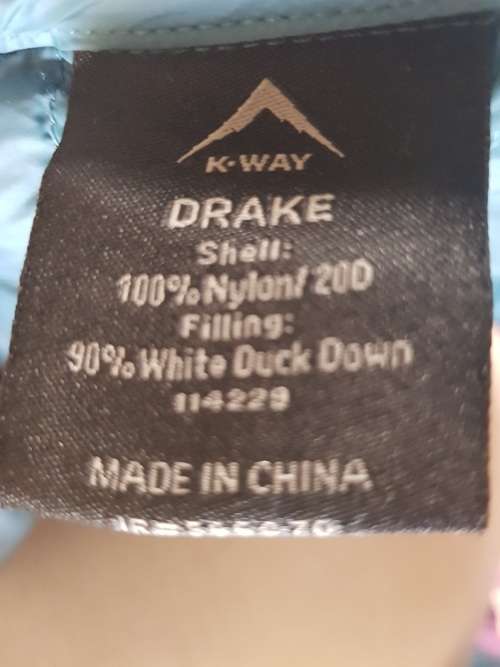 K·WAY
DRAKE
Shell:
100% Nylon/ 20D
Filling:
90% White Duck Down
114229
MADE IN CHINA